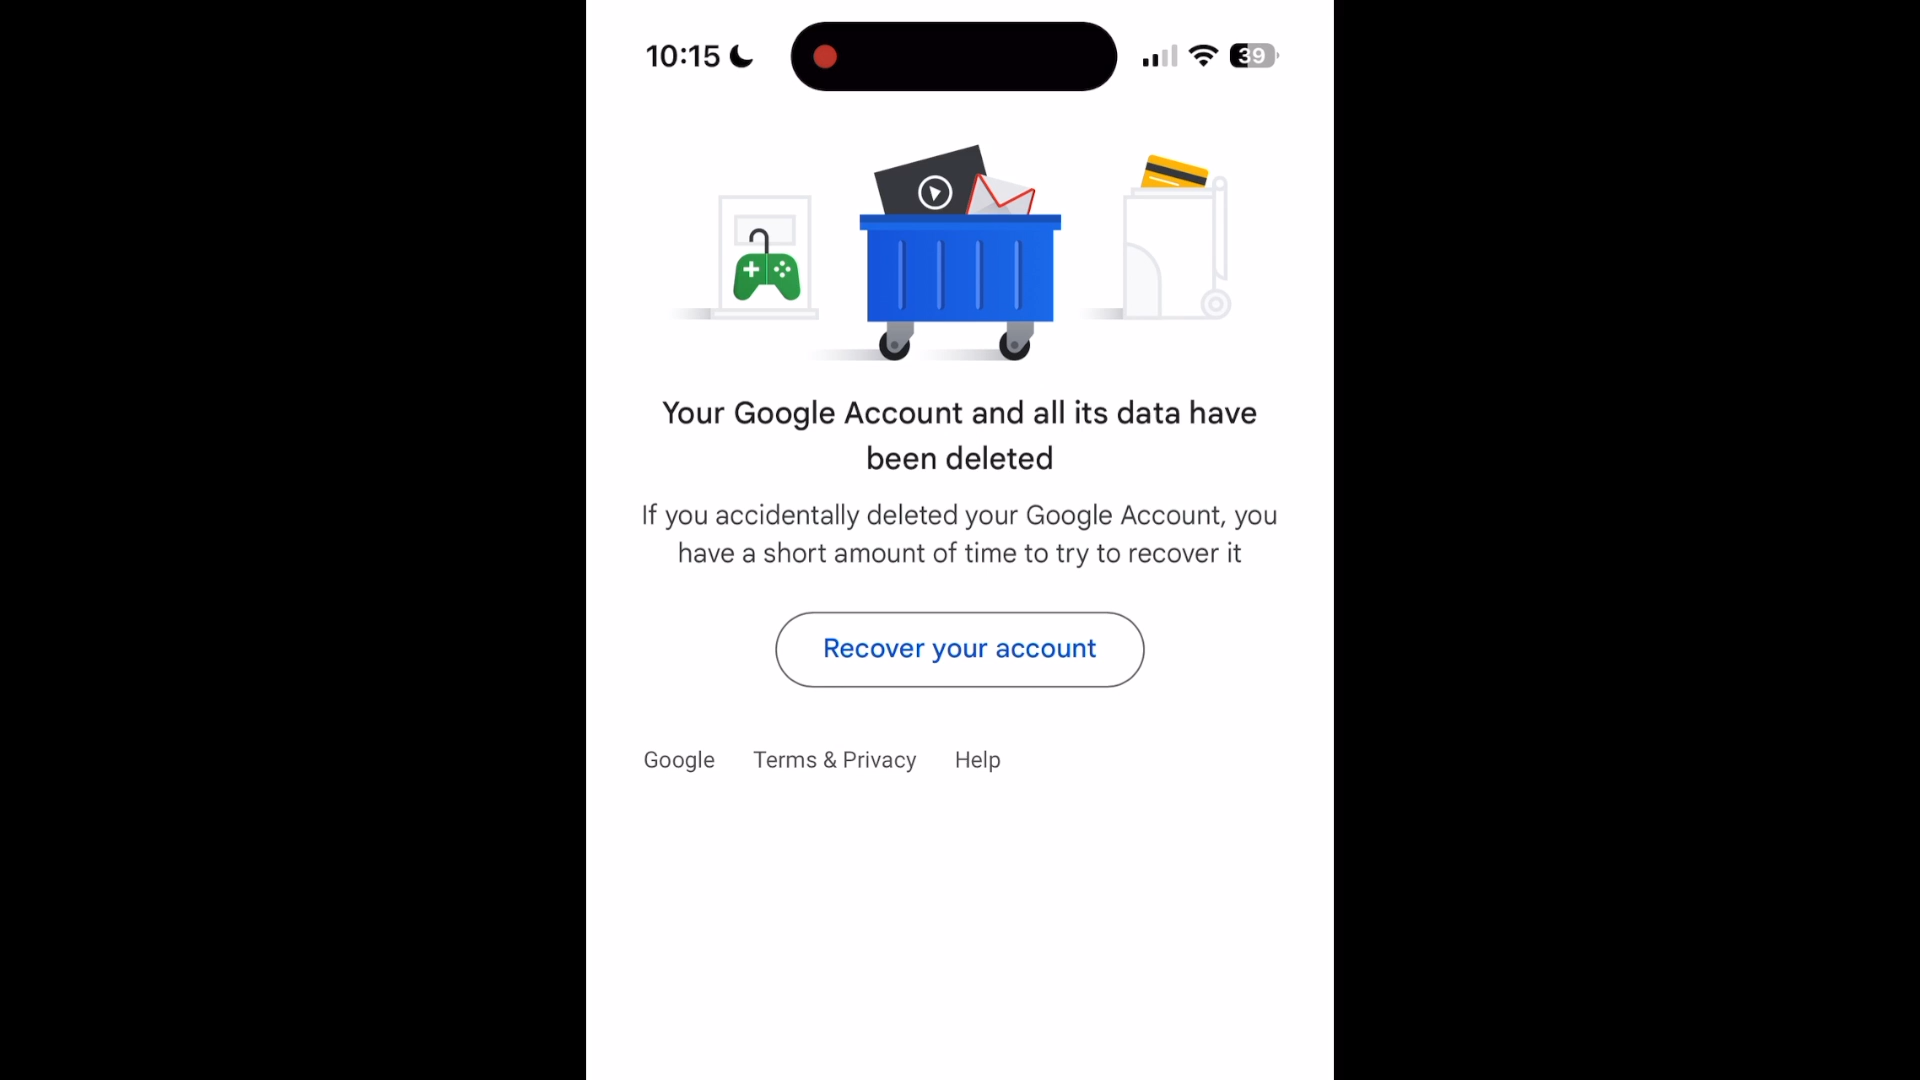 10:15
39
Your Google Account and all its data have
been deleted
If you accidentally deleted your Google Account, you
have a short amount of time to try to recover it
Recover your account
Google Terms & Privacy Help